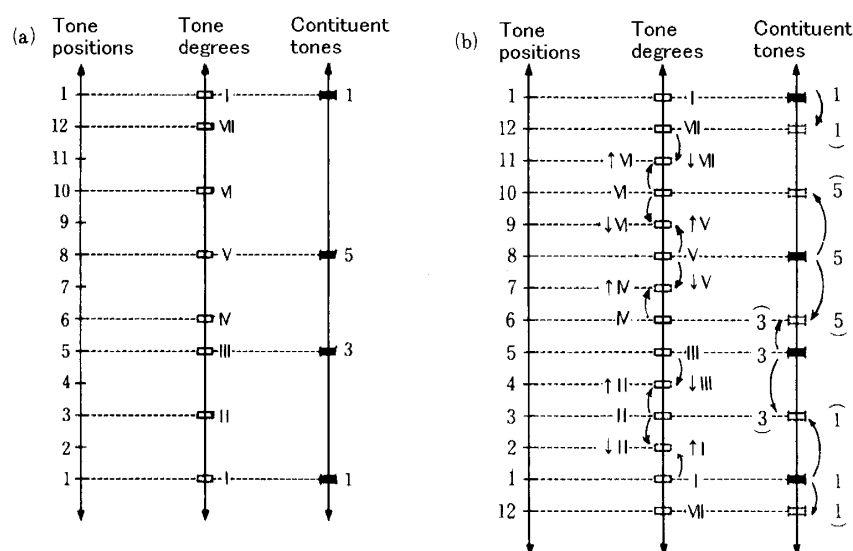 (a)
Tone positions
Tone degrees
Contituent tones
1 I 1
12 VII
11
10 VI
9
8 V 5
7
6 IV
5 III 3
4
3 II
2
1 I 1
(b)
Tone positions
Tone degrees
Contituent tones
1 I 1
12 VII 1
11 ↑VI ↓VII
10 VI 5
9 ↓VI ↑V
8 V 5
7 ↑IV ↓V
6 IV 3 5
5 III 3
4 ↑II ↓III
3 II 3 1
2 ↓II ↑I
1 I 1
12 VII 1